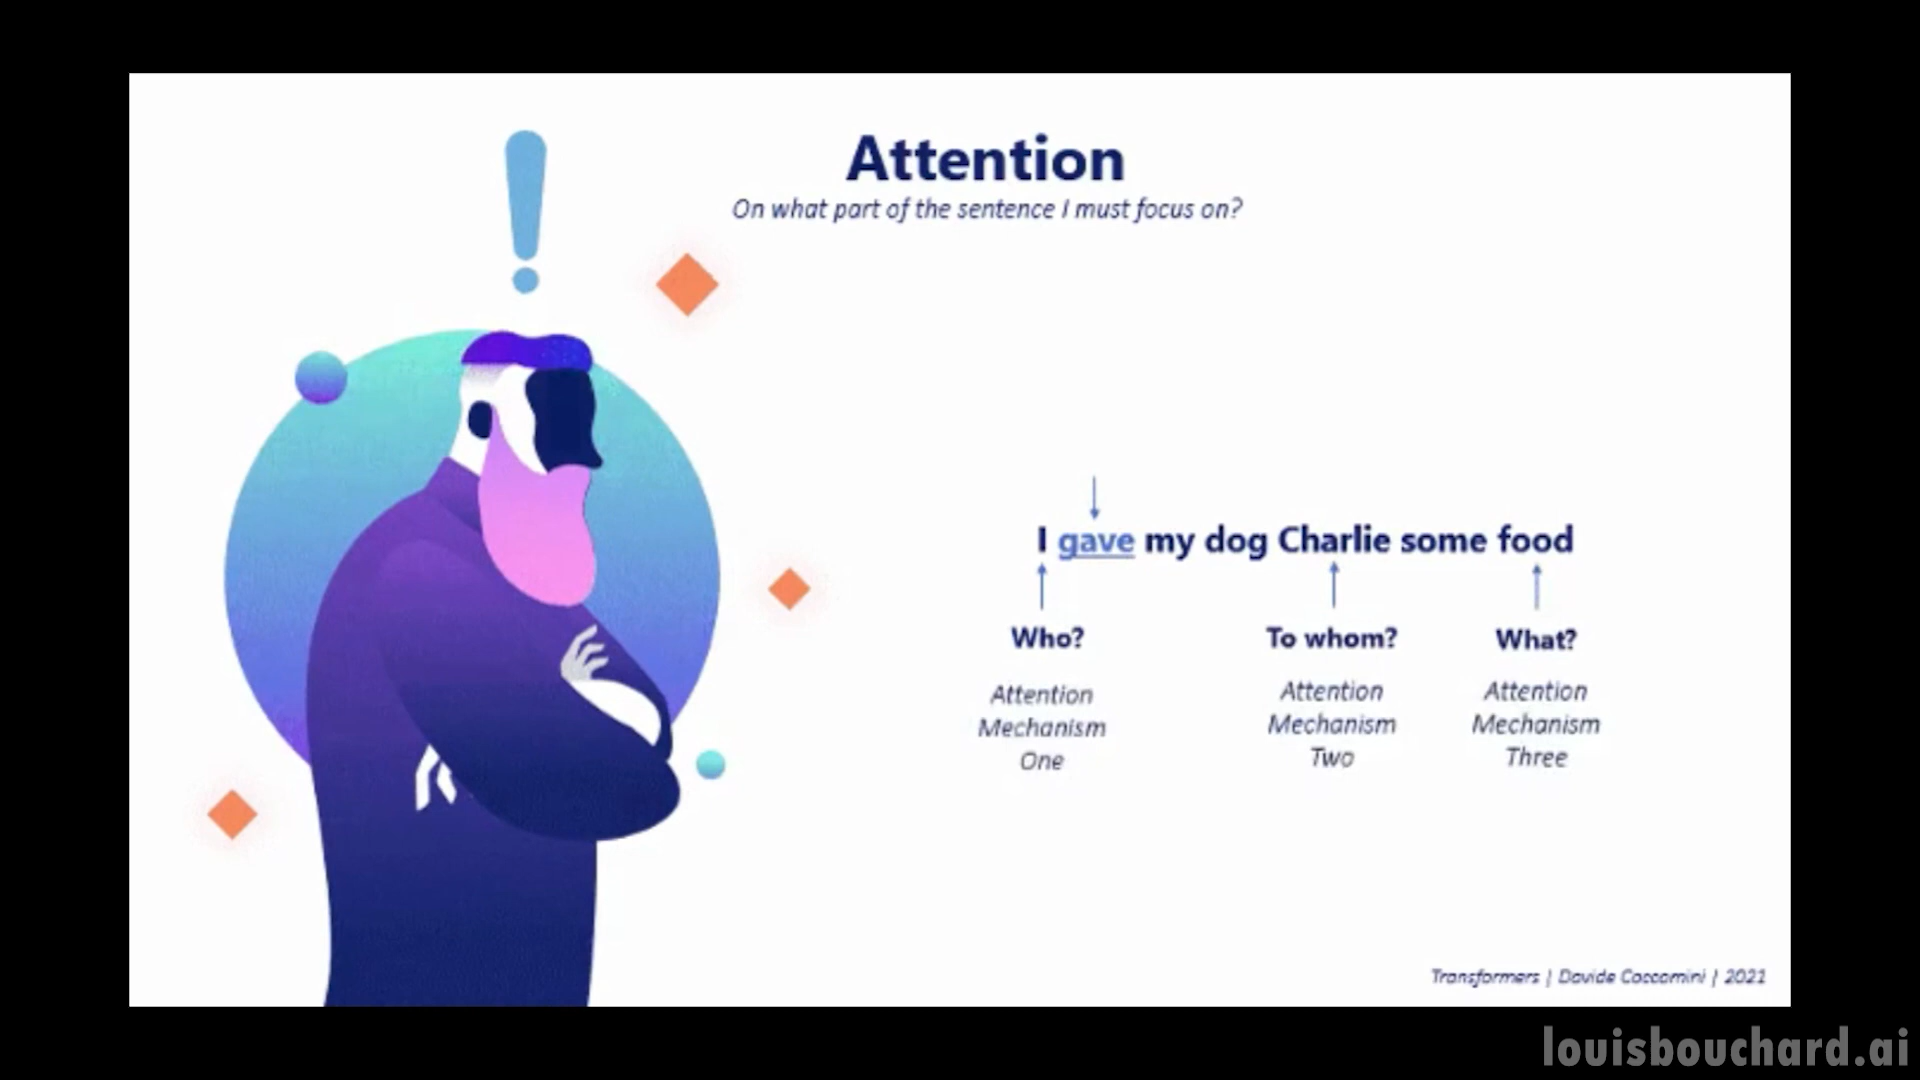 Attention
On what part of the sentence I must focus on?
I gave my dog Charlie some food
Who?
To whom?
What?
Attention
Mechanism
One
Attention
Mechanism
Two
Attention
Mechanism
Three
Transformers | Davide Coccomini | 2021
louisbouchard.ai